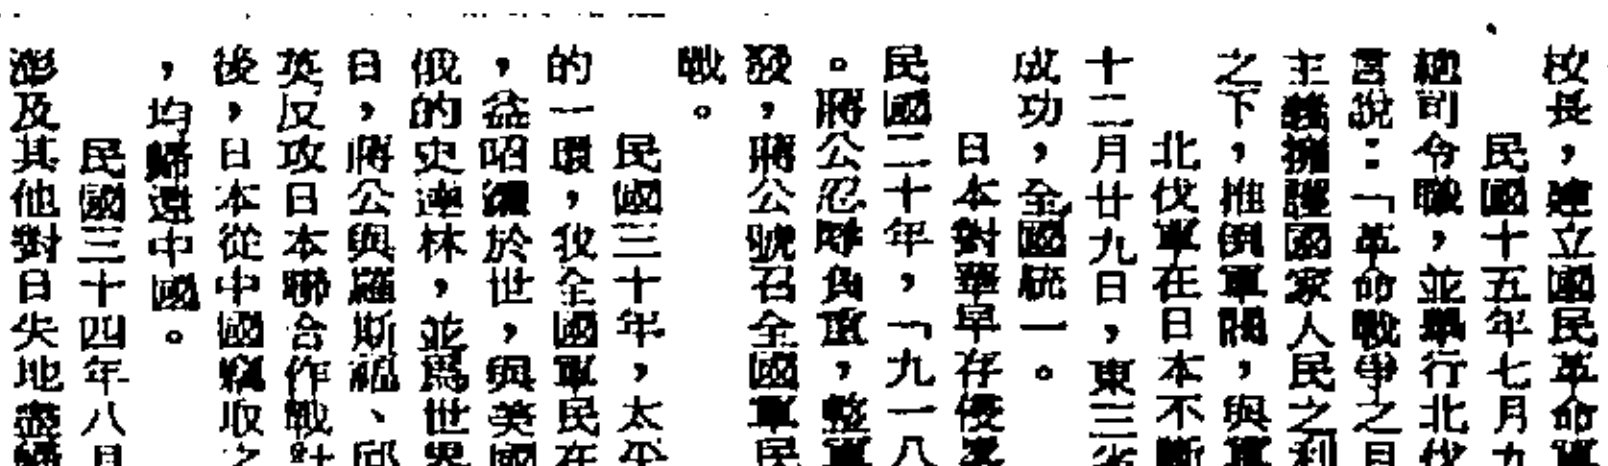 校長，建立國民革命軍
民國十五年七月九
總司令職，並舉行北伐
言說：「革命戰爭之目
主義擁護國家人民之利
之下，推倒軍閥，與軍
北伐軍在日本不斷
十二月廿九日，東三省
成功，全國統一。
日本對華早存侵
民國二十年，「九一八
。蔣公忍辱負重，整軍
發，蔣公號召全國軍民
戰。
民國三十年，太平
的一環，我全國軍民在
，益昭彌於世，與美國
俄的史達林，並爲世界
日，蔣公與羅斯福、邱
英反攻日本聯合作戰計
後，日本從中國竊取之
，均歸還中國。
民國三十四年八月
澎及其他對日失地盡歸